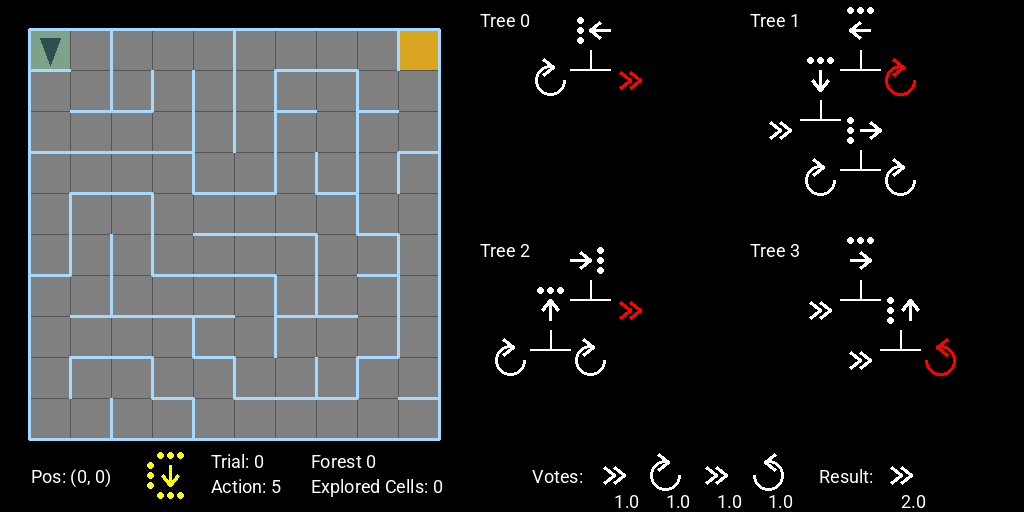 Tree 0
Tree 1
Tree 2
Tree 3
Pos: (0, 0)
Trial: 0
Forest 0
Action: 5
Explored Cells: 0
Votes:
1.0
1.0
1.0
1.0
Result:
2.0